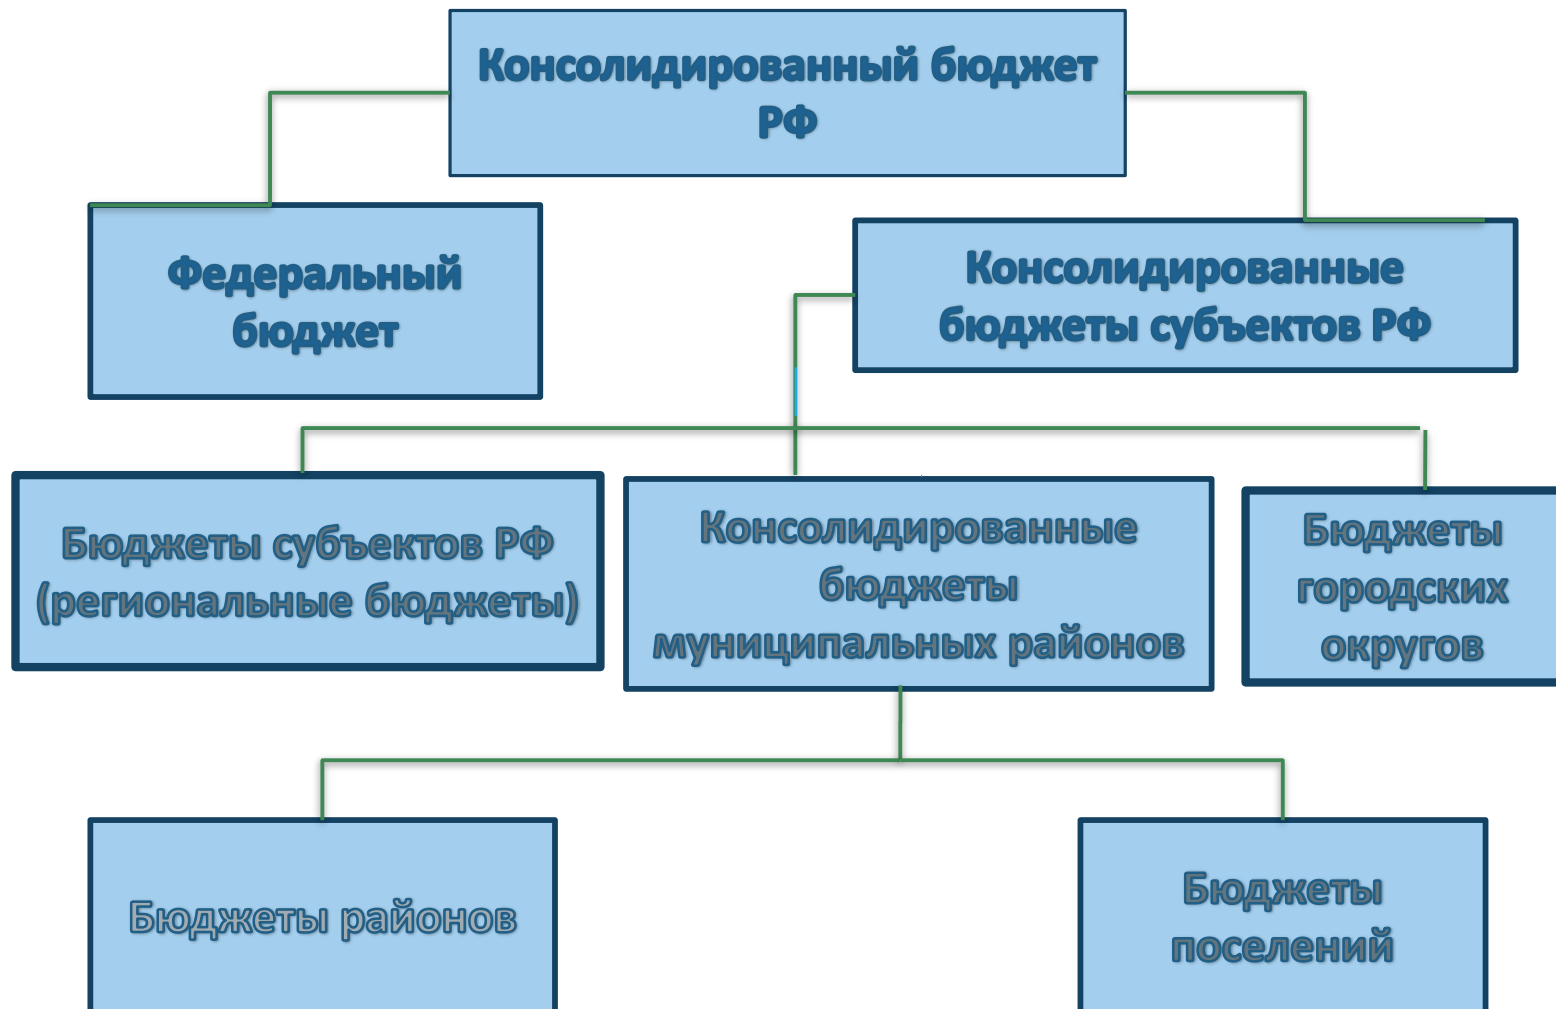 Консолидированный бюджет
РФ
Федеральный
бюджет
Консолидированные
бюджеты субъектов РФ
Бюджеты субъектов РФ
(региональные бюджеты)
Консолидированные
бюджеты
муниципальных районов
Бюджеты
городских
округов
Бюджеты районов
Бюджеты
поселений